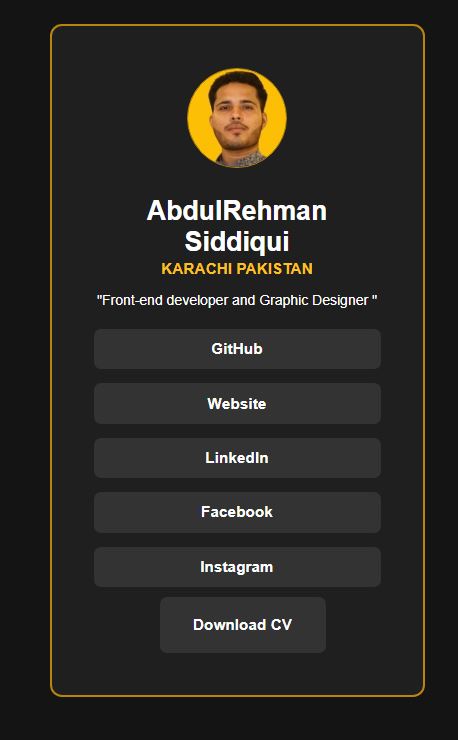 AbdulRehman
Siddiqui
KARACHI PAKISTAN
"Front-end developer and Graphic Designer "
GitHub
Website
LinkedIn
Facebook
Instagram
Download CV